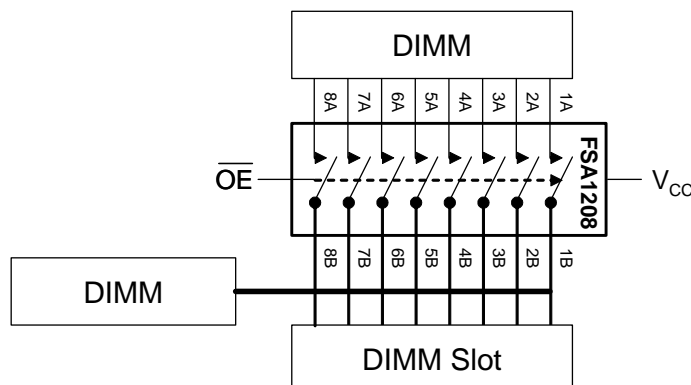 DIMM
8A 7A 6A 5A 4A 3A 2A 1A
FSA1208
OE
VCC
8B 7B 6B 5B 4B 3B 2B 1B
DIMM
DIMM Slot